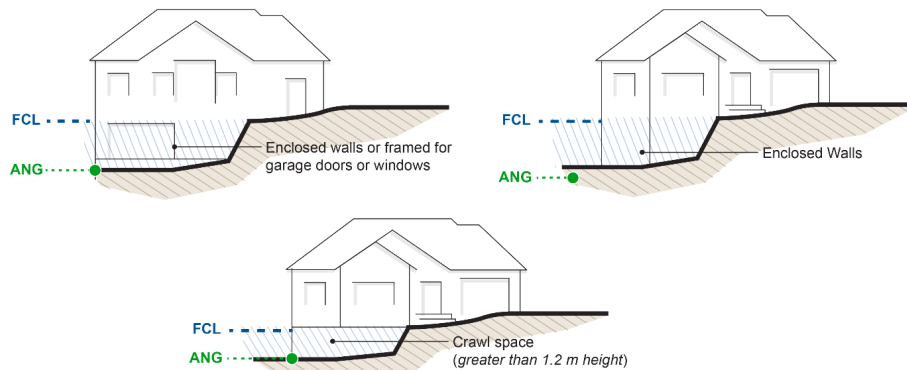 FCL
Enclosed walls or framed for
garage doors or windows
ANG
FCL
Enclosed Walls
ANG
FCL
Crawl space
ANG
(greater than 1.2 m height)